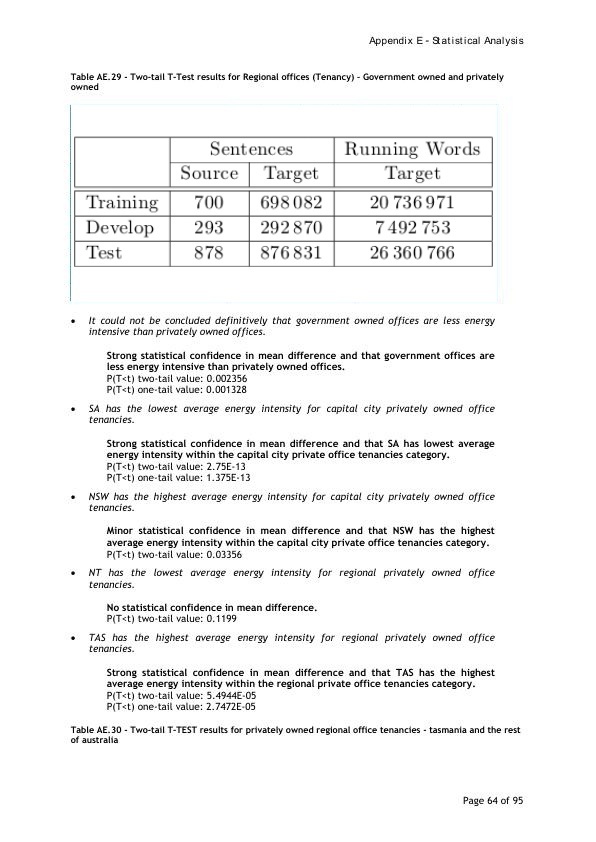 Appendix E - Statistical Analysis
Table AE.29 - Two-tail T-Test results for Regional offices (Tenancy) - Government owned and privately
owned
Sentences Running Words
Source Target Target
Training 700 698 082 20 736 971
Develop 293 292 870 7 492 753
Test 878 876 831 26 360 766
• It could not be concluded definitively that government owned offices are less energy
intensive than privately owned offices.
Strong statistical confidence in mean difference and that government offices are
less energy intensive than privately owned offices.
P(T<t) two-tail value: 0.002356
P(T<t) one-tail value: 0.001328
• SA has the lowest average energy intensity for capital city privately owned office
tenancies.
Strong statistical confidence in mean difference and that SA has lowest average
energy intensity within the capital city private office tenancies category.
P(T<t) two-tail value: 2.75E-13
P(T<t) one-tail value: 1.375E-13
• NSW has the highest average energy intensity for capital city privately owned office
tenancies.
Minor statistical confidence in mean difference and that NSW has the highest
average energy intensity within the capital city private office tenancies category.
P(T<t) two-tail value: 0.03356
• NT has the lowest average energy intensity for regional privately owned office
tenancies.
No statistical confidence in mean difference.
P(T<t) two-tail value: 0.1199
• TAS has the highest average energy intensity for regional privately owned office
tenancies.
Strong statistical confidence in mean difference and that TAS has the highest
average energy intensity within the regional private office tenancies category.
P(T<t) two-tail value: 5.4944E-05
P(T<t) one-tail value: 2.7472E-05
Table AE.30 - Two-tail T-TEST results for privately owned regional office tenancies - tasmania and the rest
of australia
Page 64 of 95